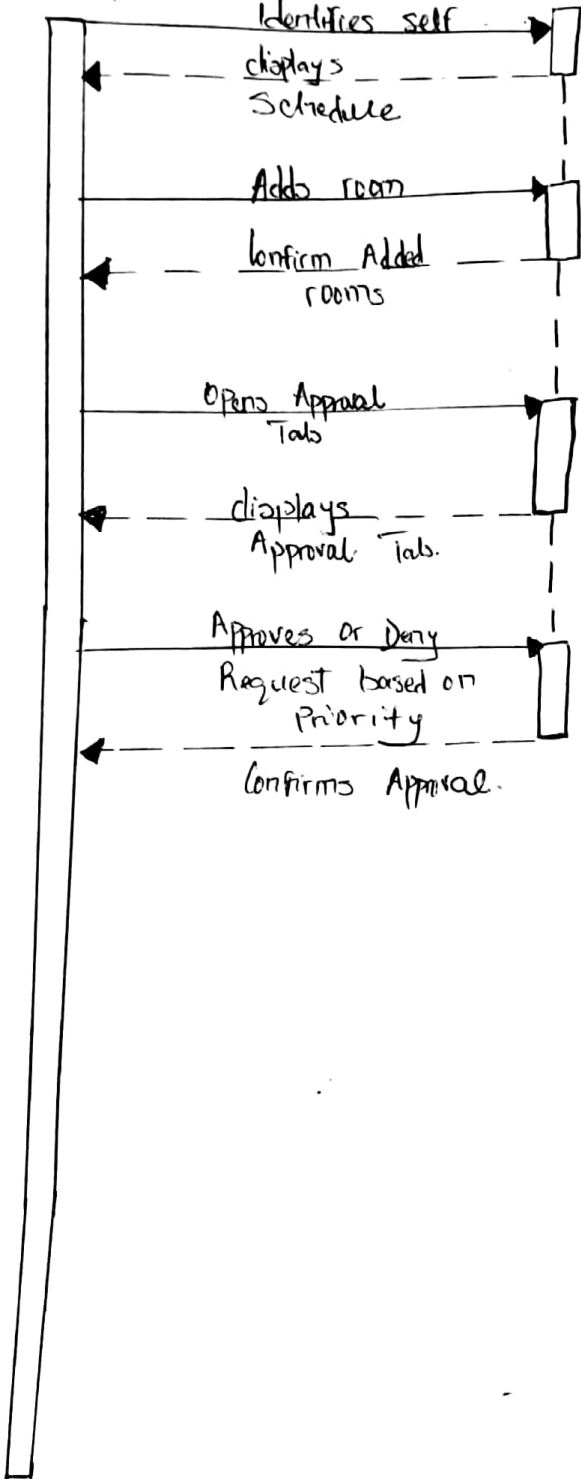 Identifies self
displays
Schedule
Adds room
Confirm Added
rooms
Opens Approval
Tab
displays
Approval Tab.
Approves or Deny
Request based on
Priority
Confirms Approval.